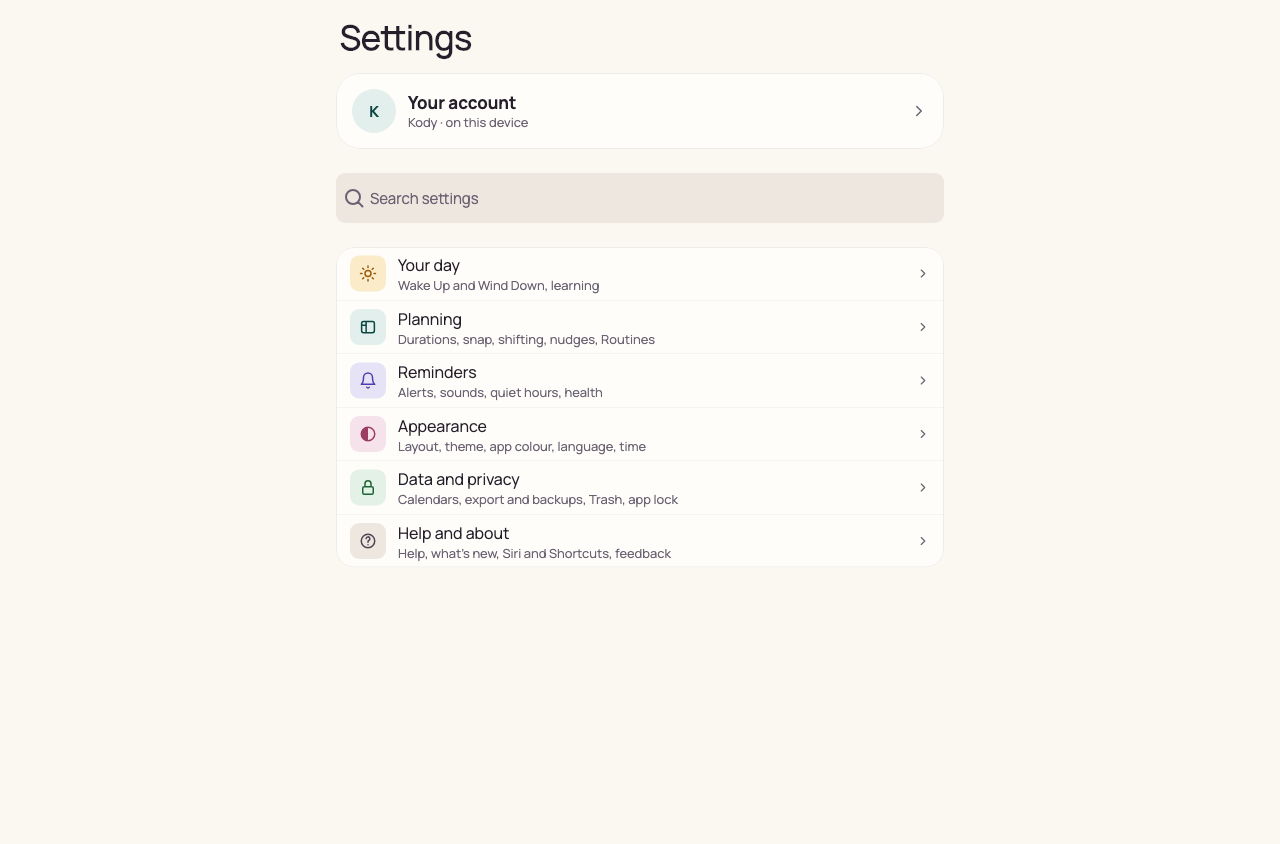 Settings
K
Your account
Kody · on this device
Search settings
Your day
Wake Up and Wind Down, learning
Planning
Durations, snap, shifting, nudges, Routines
Reminders
Alerts, sounds, quiet hours, health
Appearance
Layout, theme, app colour, language, time
Data and privacy
Calendars, export and backups, Trash, app lock
Help and about
Help, what's new, Siri and Shortcuts, feedback